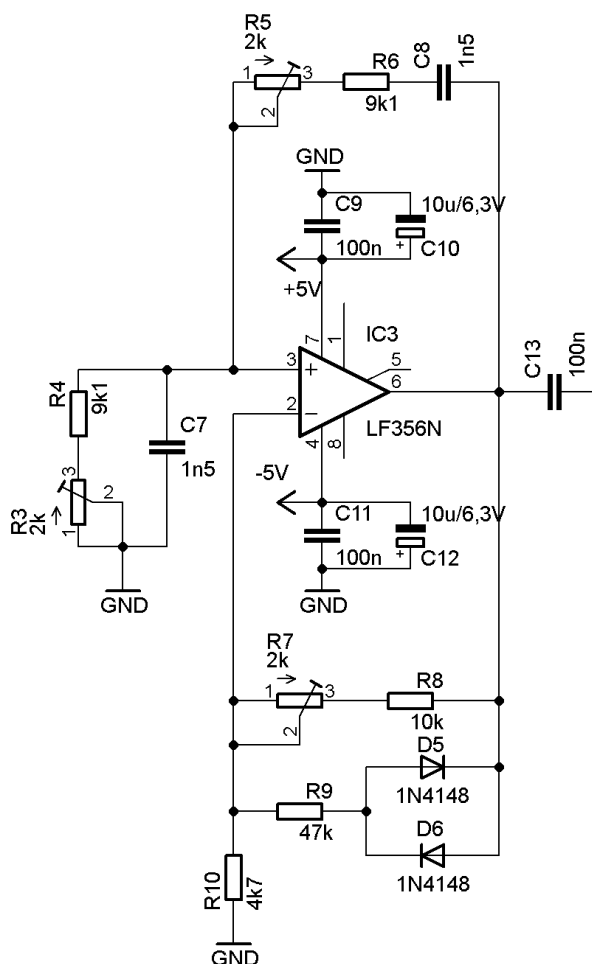 R5
2k
1
3
2
R6
9k1
C8
1n5
GND
C9
100n
10u/6,3V
+
C10
+5V
7
1
IC3
3
+
5
6
2
−
LF356N
4
8
C13
100n
R4
9k1
C7
1n5
3
2
R3
2k
1
GND
-5V
C11
100n
10u/6,3V
+
C12
GND
R7
2k
1
3
2
R8
10k
D5
1N4148
R9
47k
D6
1N4148
R10
4k7
GND